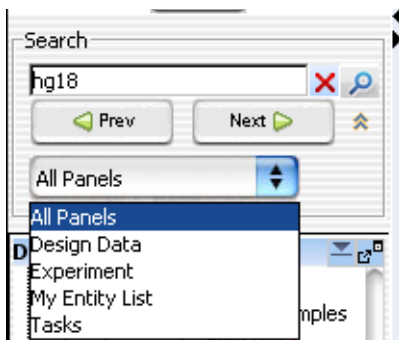 Search
hg18
Prev
Next
All Panels
All Panels
Design Data
Experiment
My Entity List
Tasks
D
mples